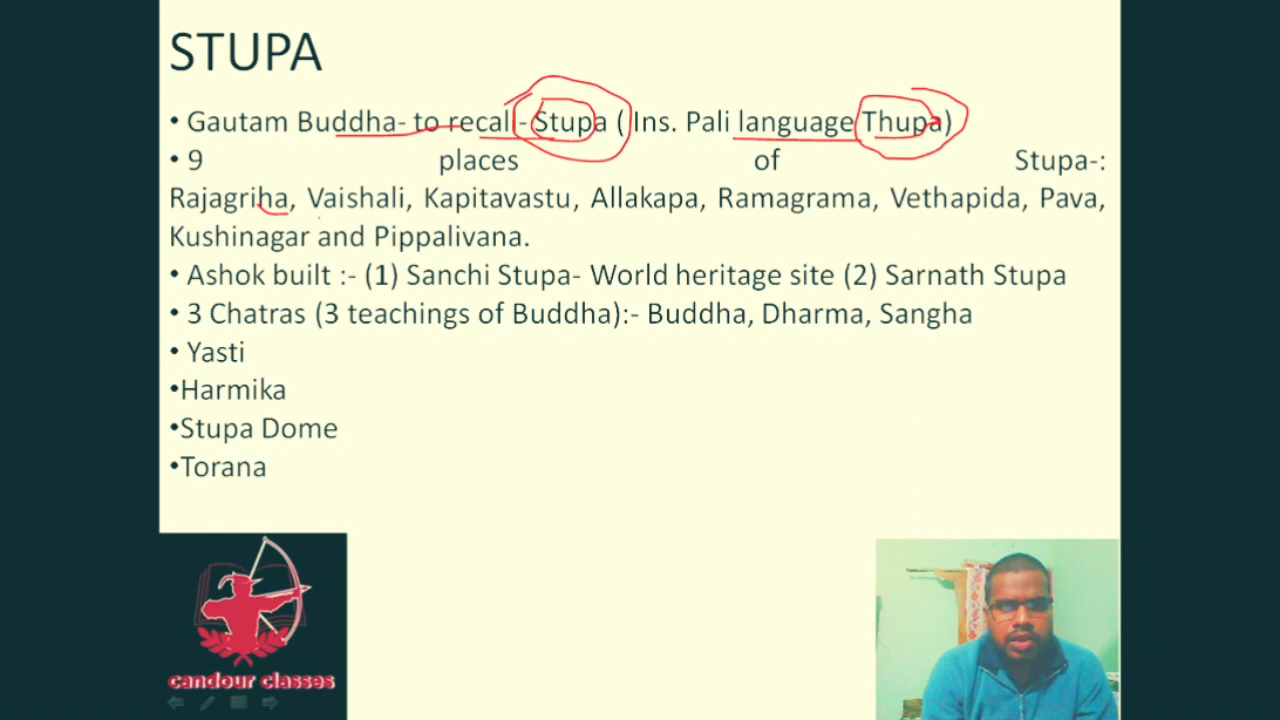 STUPA
• Gautam Buddha- to recall- Stupa ( Ins. Pali language Thupa)
• 9 places of Stupa-:
Rajagriha, Vaishali, Kapitavastu, Allakapa, Ramagrama, Vethapida, Pava,
Kushinagar and Pippalivana.
• Ashok built :- (1) Sanchi Stupa- World heritage site (2) Sarnath Stupa
• 3 Chatras (3 teachings of Buddha):- Buddha, Dharma, Sangha
• Yasti
•Harmika
•Stupa Dome
•Torana
candour classes